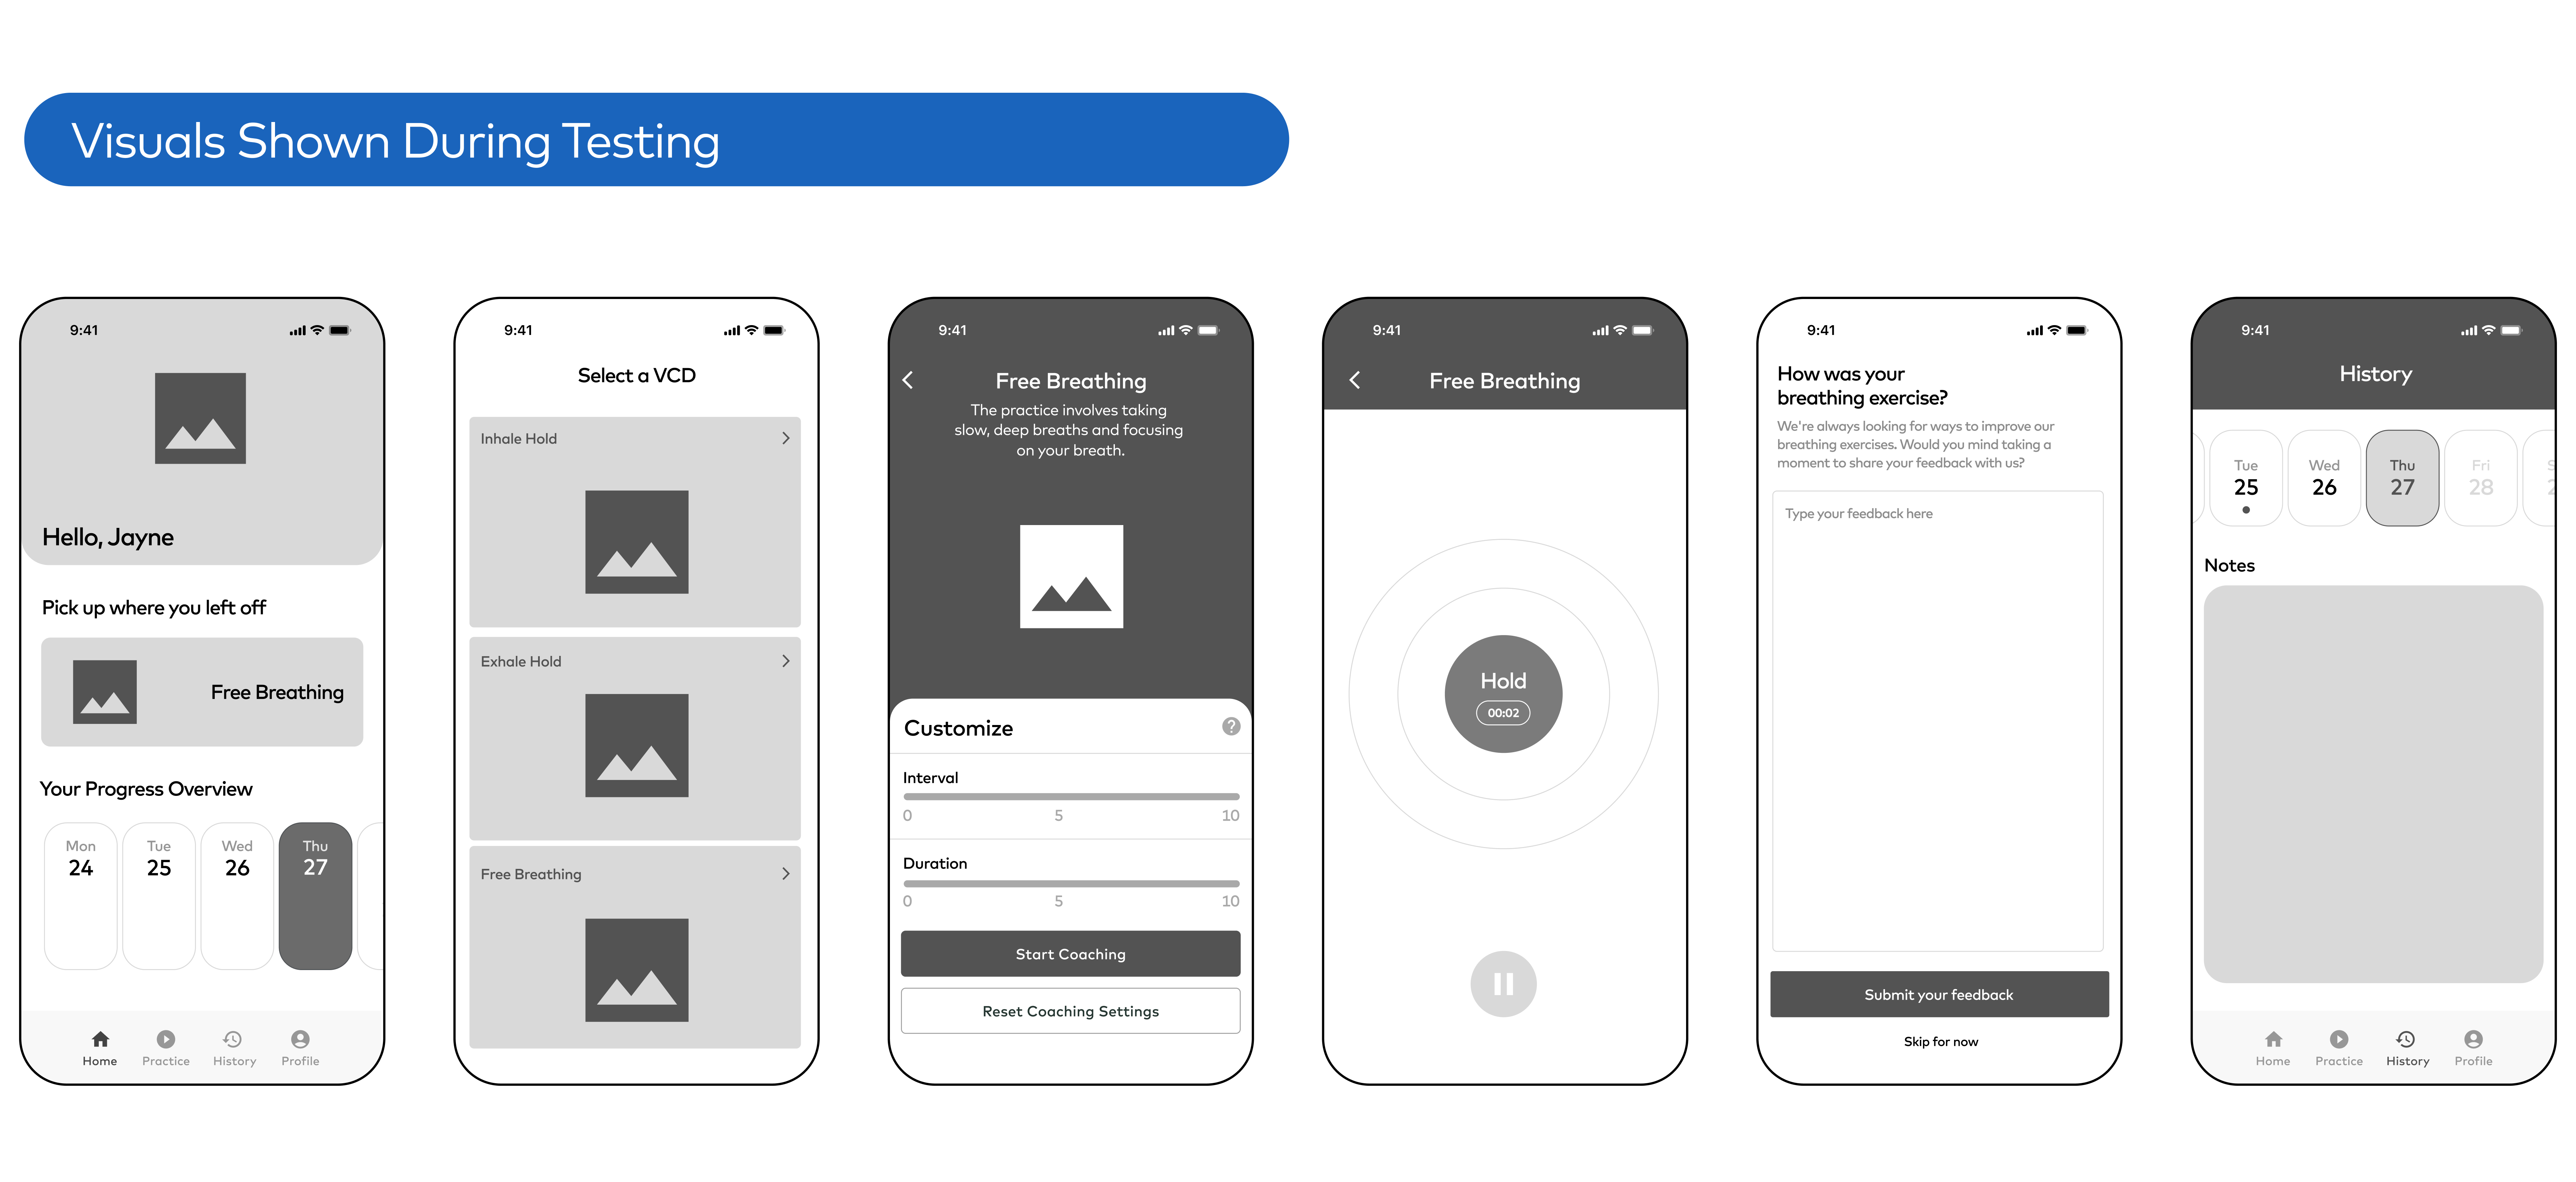 Visuals Shown During Testing
9:41
Hello, Jayne
Pick up where you left off
Free Breathing
Your Progress Overview
Mon
24
Tue
25
Wed
26
Thu
27
Home
Practice
History
Profile
9:41
Select a VCD
Inhale Hold
Exhale Hold
Free Breathing
9:41
Free Breathing
The practice involves taking
slow, deep breaths and focusing
on your breath.
Customize
?
Interval
0 5 10
Duration
0 5 10
Start Coaching
Reset Coaching Settings
9:41
Free Breathing
Hold
00:02
9:41
How was your
breathing exercise?
We're always looking for ways to improve our
breathing exercises. Would you mind taking a
moment to share your feedback with us?
Type your feedback here
Submit your feedback
Skip for now
9:41
History
Tue
25
Wed
26
Thu
27
Fri
28
Notes
Home
Practice
History
Profile